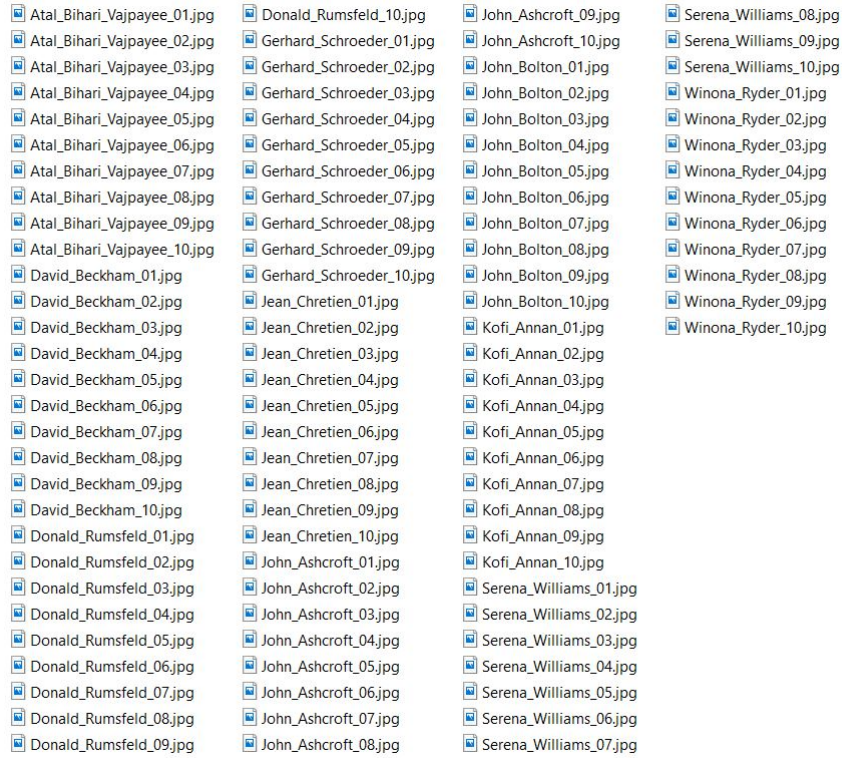 Atal_Bihari_Vajpayee_01.jpg
Atal_Bihari_Vajpayee_02.jpg
Atal_Bihari_Vajpayee_03.jpg
Atal_Bihari_Vajpayee_04.jpg
Atal_Bihari_Vajpayee_05.jpg
Atal_Bihari_Vajpayee_06.jpg
Atal_Bihari_Vajpayee_07.jpg
Atal_Bihari_Vajpayee_08.jpg
Atal_Bihari_Vajpayee_09.jpg
Atal_Bihari_Vajpayee_10.jpg
David_Beckham_01.jpg
David_Beckham_02.jpg
David_Beckham_03.jpg
David_Beckham_04.jpg
David_Beckham_05.jpg
David_Beckham_06.jpg
David_Beckham_07.jpg
David_Beckham_08.jpg
David_Beckham_09.jpg
David_Beckham_10.jpg
Donald_Rumsfeld_01.jpg
Donald_Rumsfeld_02.jpg
Donald_Rumsfeld_03.jpg
Donald_Rumsfeld_04.jpg
Donald_Rumsfeld_05.jpg
Donald_Rumsfeld_06.jpg
Donald_Rumsfeld_07.jpg
Donald_Rumsfeld_08.jpg
Donald_Rumsfeld_09.jpg
Donald_Rumsfeld_10.jpg
Gerhard_Schroeder_01.jpg
Gerhard_Schroeder_02.jpg
Gerhard_Schroeder_03.jpg
Gerhard_Schroeder_04.jpg
Gerhard_Schroeder_05.jpg
Gerhard_Schroeder_06.jpg
Gerhard_Schroeder_07.jpg
Gerhard_Schroeder_08.jpg
Gerhard_Schroeder_09.jpg
Gerhard_Schroeder_10.jpg
Jean_Chretien_01.jpg
Jean_Chretien_02.jpg
Jean_Chretien_03.jpg
Jean_Chretien_04.jpg
Jean_Chretien_05.jpg
Jean_Chretien_06.jpg
Jean_Chretien_07.jpg
Jean_Chretien_08.jpg
Jean_Chretien_09.jpg
Jean_Chretien_10.jpg
John_Ashcroft_01.jpg
John_Ashcroft_02.jpg
John_Ashcroft_03.jpg
John_Ashcroft_04.jpg
John_Ashcroft_05.jpg
John_Ashcroft_06.jpg
John_Ashcroft_07.jpg
John_Ashcroft_08.jpg
John_Ashcroft_09.jpg
John_Ashcroft_10.jpg
John_Bolton_01.jpg
John_Bolton_02.jpg
John_Bolton_03.jpg
John_Bolton_04.jpg
John_Bolton_05.jpg
John_Bolton_06.jpg
John_Bolton_07.jpg
John_Bolton_08.jpg
John_Bolton_09.jpg
John_Bolton_10.jpg
Kofi_Annan_01.jpg
Kofi_Annan_02.jpg
Kofi_Annan_03.jpg
Kofi_Annan_04.jpg
Kofi_Annan_05.jpg
Kofi_Annan_06.jpg
Kofi_Annan_07.jpg
Kofi_Annan_08.jpg
Kofi_Annan_09.jpg
Kofi_Annan_10.jpg
Serena_Williams_01.jpg
Serena_Williams_02.jpg
Serena_Williams_03.jpg
Serena_Williams_04.jpg
Serena_Williams_05.jpg
Serena_Williams_06.jpg
Serena_Williams_07.jpg
Serena_Williams_08.jpg
Serena_Williams_09.jpg
Serena_Williams_10.jpg
Winona_Ryder_01.jpg
Winona_Ryder_02.jpg
Winona_Ryder_03.jpg
Winona_Ryder_04.jpg
Winona_Ryder_05.jpg
Winona_Ryder_06.jpg
Winona_Ryder_07.jpg
Winona_Ryder_08.jpg
Winona_Ryder_09.jpg
Winona_Ryder_10.jpg